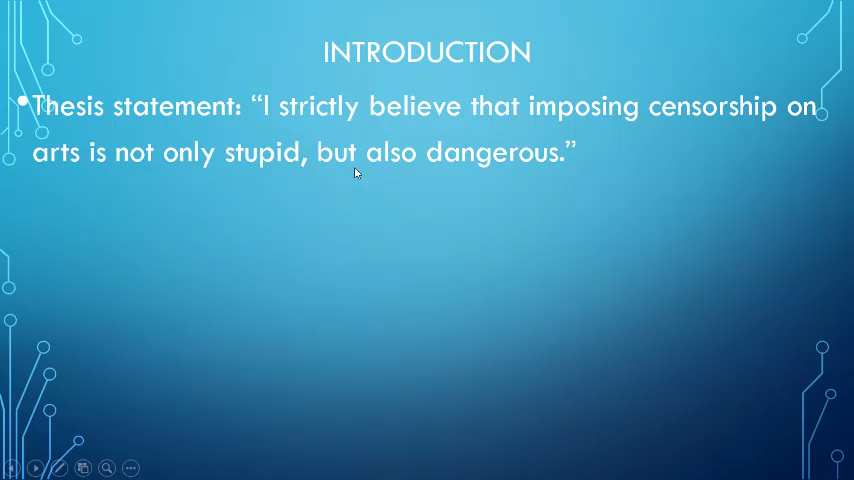 INTRODUCTION
•Thesis statement: “I strictly believe that imposing censorship on
arts is not only stupid, but also dangerous.”